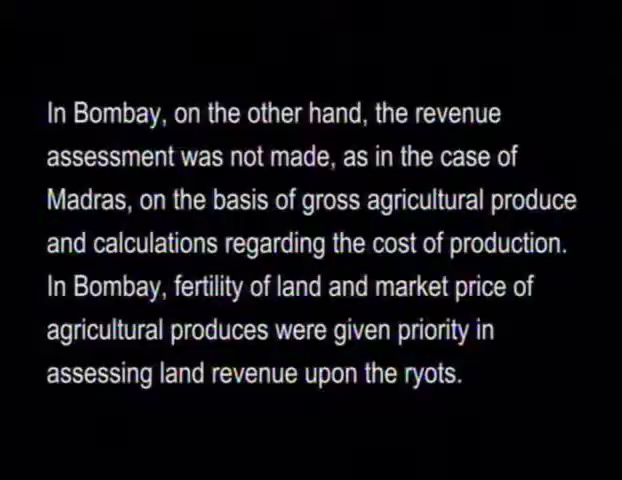 In Bombay, on the other hand, the revenue
assessment was not made, as in the case of
Madras, on the basis of gross agricultural produce
and calculations regarding the cost of production.
In Bombay, fertility of land and market price of
agricultural produces were given priority in
assessing land revenue upon the ryots.